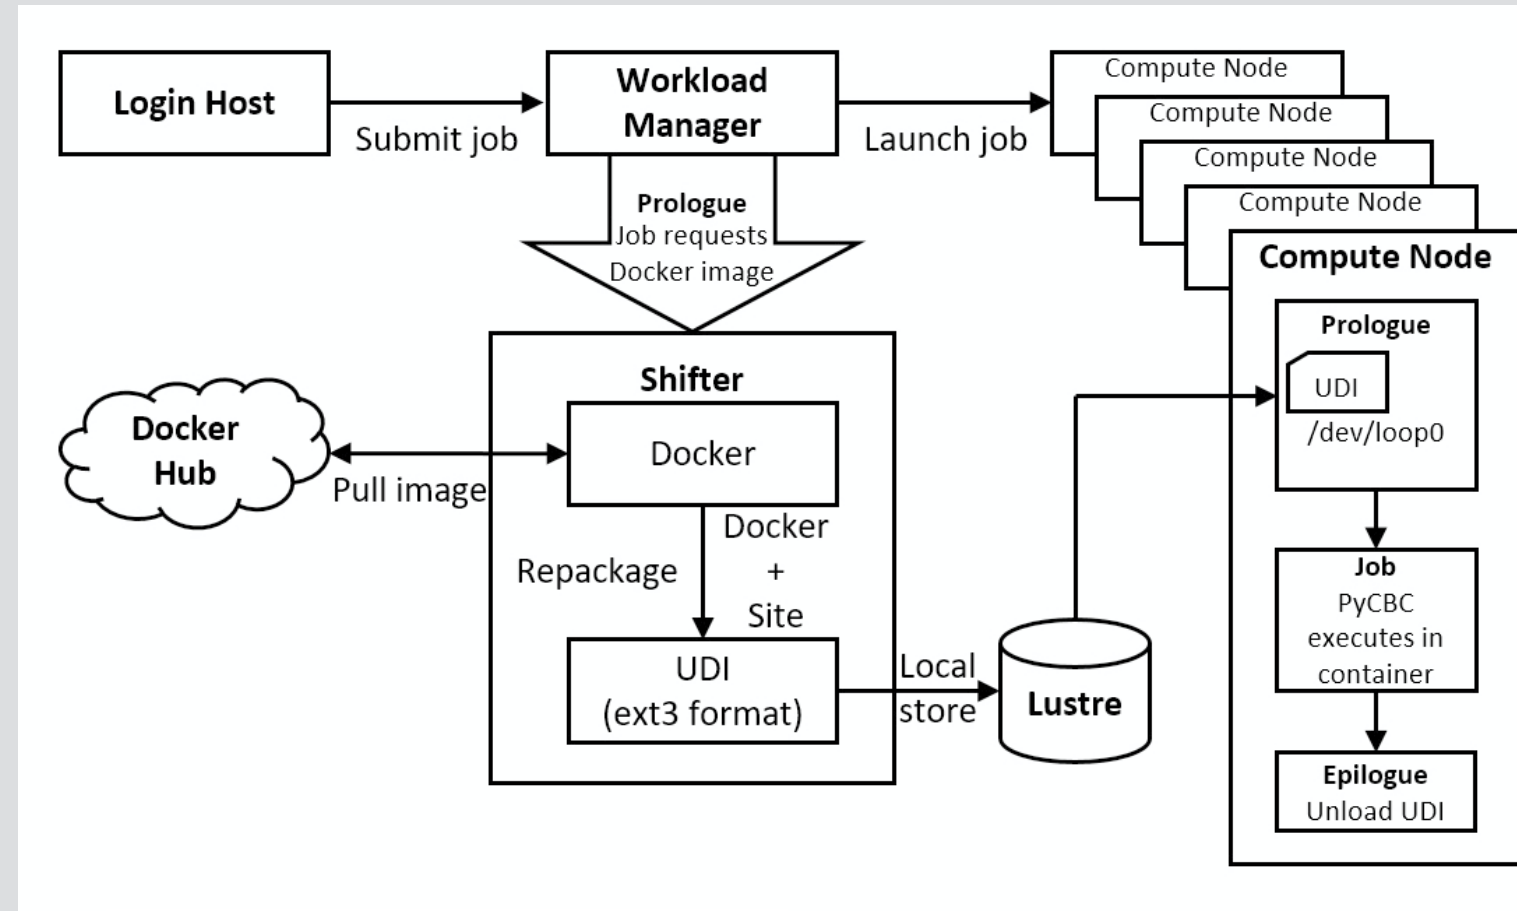 Login Host
Submit job
Workload
Manager
Launch job
Compute Node
Compute Node
Compute Node
Compute Node
Compute Node
Prologue
Job requests
Docker image
Shifter
Docker
Hub
Pull image
Docker
Repackage
Docker
+
Site
UDI
(ext3 format)
Local
store
Lustre
Prologue
UDI
/dev/loop0
Job
PyCBC
executes in
container
Epilogue
Unload UDI